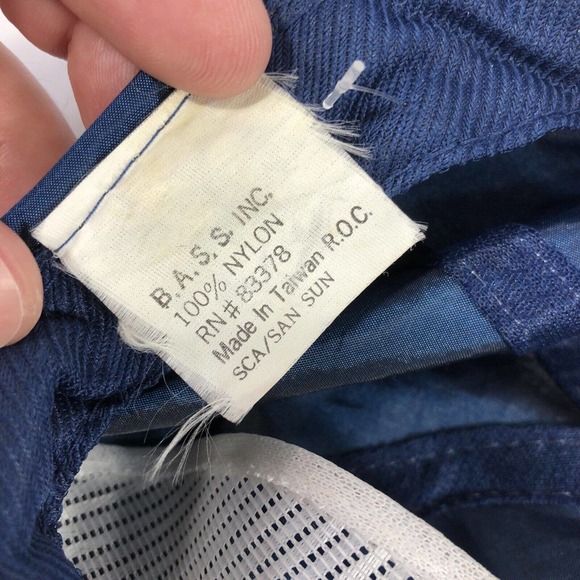 B.A.S.S. INC.
100% NYLON
RN# 83378
Made In Taiwan R.O.C.
SCA/SAN SUN